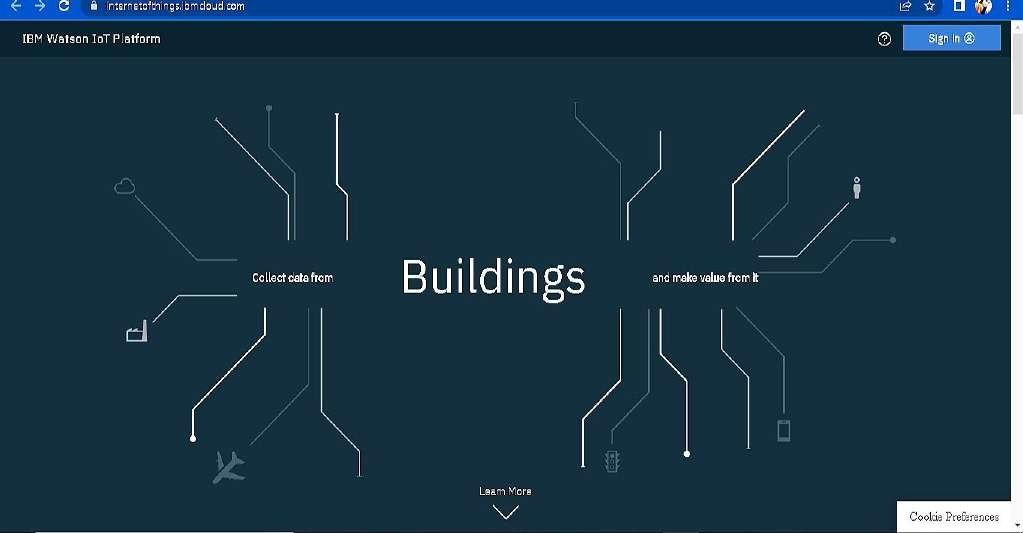 internetofthings.ibmcloud.com
IBM Watson IoT Platform
Sign In
Collect data from
Buildings
and make value from it
Learn More
Cookie Preferences